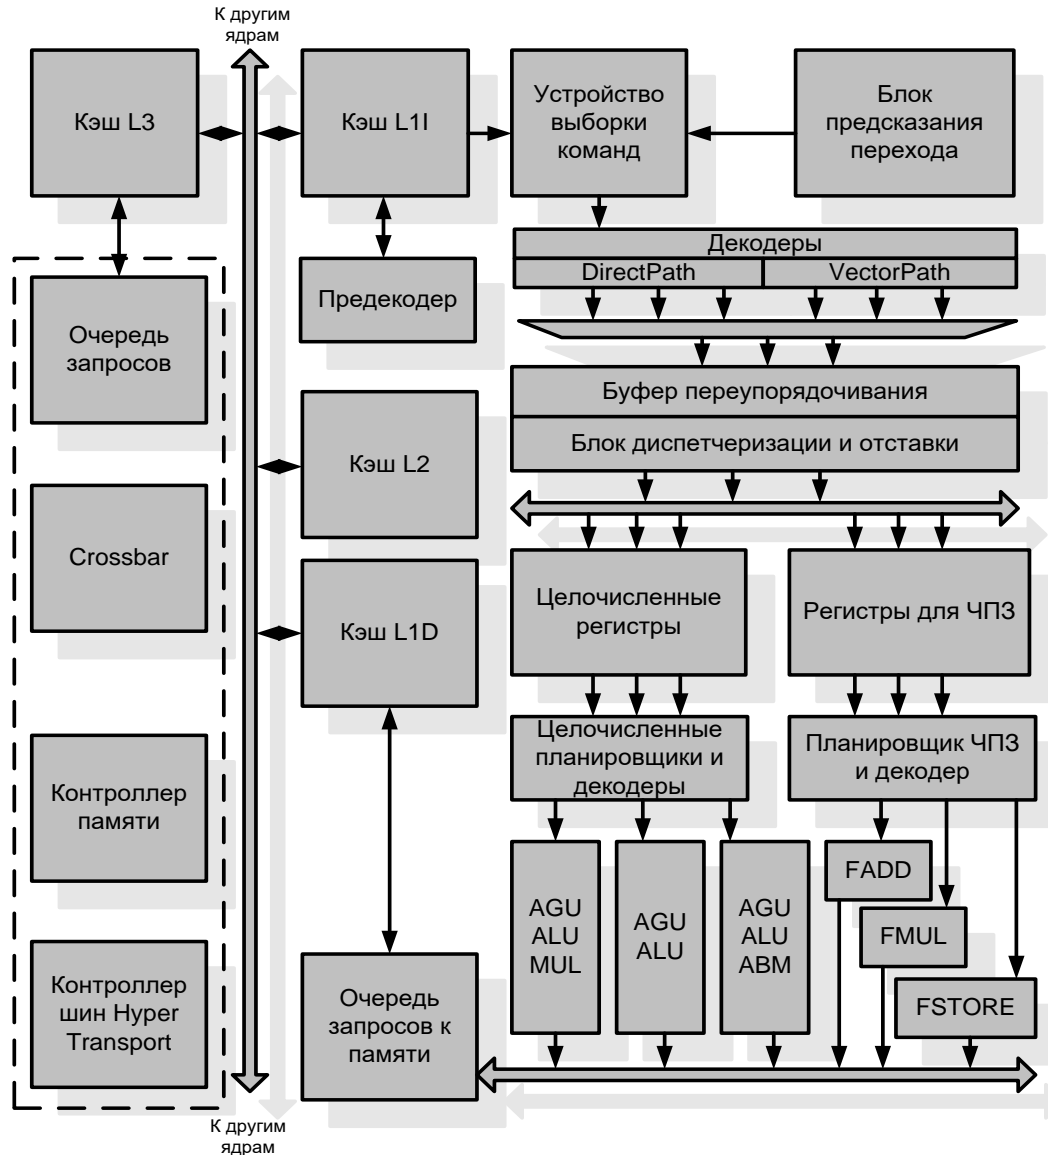 К другим
ядрам
Кэш L3
Кэш L1I
Устройство
выборки
команд
Блок
предсказания
перехода
Декодеры
DirectPath
VectorPath
Предекодер
Очередь
запросов
Буфер переупорядочивания
Блок диспетчеризации и отставки
Кэш L2
Crossbar
Кэш L1D
Целочисленные
регистры
Регистры для ЧПЗ
Целочисленные
планировщики и
декодеры
Планировщик ЧПЗ
и декодер
Контроллер
памяти
AGU
ALU
MUL
AGU
ALU
AGU
ALU
ABM
FADD
FMUL
FSTORE
Контроллер
шин Hyper
Transport
Очередь
запросов к
памяти
К другим
ядрам